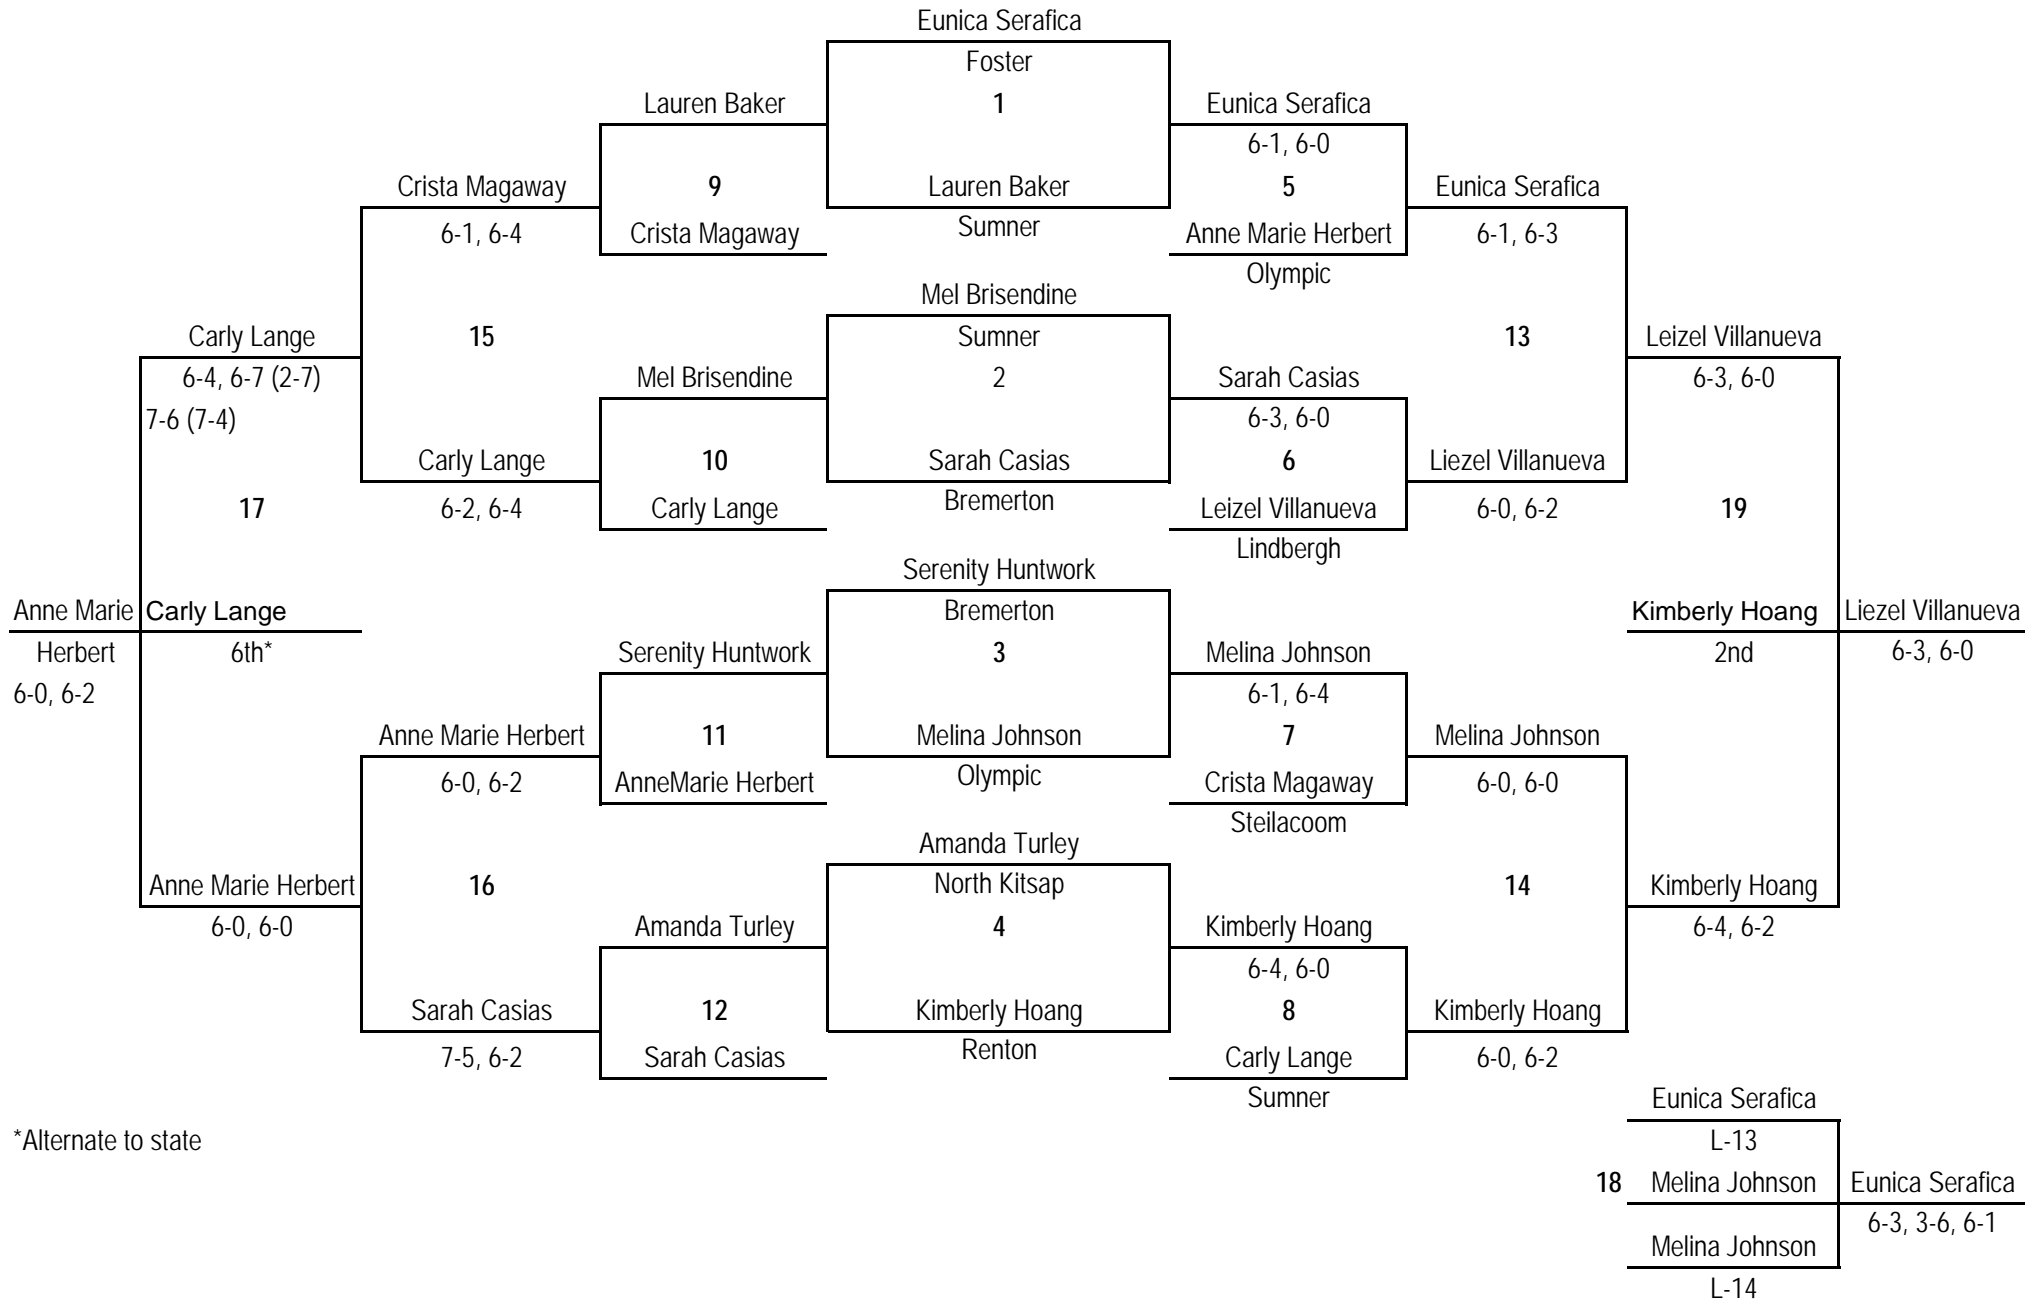 Eunica Serafica
Foster
Lauren Baker
1
Eunica Serafica
6-1, 6-0
Crista Magaway
9
Lauren Baker
5
Eunica Serafica
6-1, 6-4
Crista Magaway
Sumner
Anne Marie Herbert
6-1, 6-3
Olympic
Mel Brisendine
Carly Lange
15
Sumner
13
Leizel Villanueva
6-4, 6-7 (2-7)
Mel Brisendine
2
Sarah Casias
6-3, 6-0
7-6 (7-4)
6-3, 6-0
Carly Lange
10
Sarah Casias
6
Liezel Villanueva
17
6-2, 6-4
Carly Lange
Bremerton
Leizel Villanueva
6-0, 6-2
19
Lindbergh
Serenity Huntwork
Anne Marie
Carly Lange
Bremerton
Kimberly Hoang
Liezel Villanueva
Herbert
6th*
Serenity Huntwork
3
Melina Johnson
2nd
6-3, 6-0
6-0, 6-2
6-1, 6-4
Anne Marie Herbert
11
Melina Johnson
7
Melina Johnson
6-0, 6-2
AnneMarie Herbert
Olympic
Crista Magaway
6-0, 6-0
Steilacoom
Amanda Turley
Anne Marie Herbert
16
North Kitsap
14
Kimberly Hoang
6-0, 6-0
Amanda Turley
4
Kimberly Hoang
6-4, 6-2
6-4, 6-0
Sarah Casias
12
Kimberly Hoang
8
Kimberly Hoang
7-5, 6-2
Sarah Casias
Renton
Carly Lange
6-0, 6-2
Sumner
Eunica Serafica
*Alternate to state
L-13
18
Melina Johnson
Eunica Serafica
6-3, 3-6, 6-1
Melina Johnson
L-14